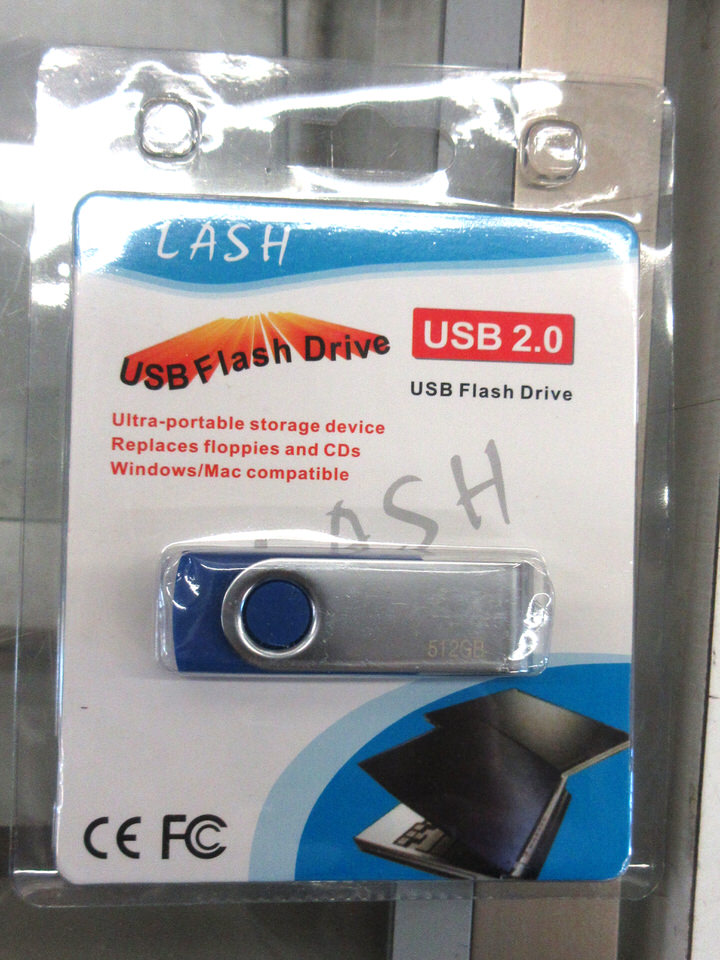 LASH
USB Flash Drive
USB 2.0
USB Flash Drive
Ultra-portable storage device
Replaces floppies and CDs
Windows/Mac compatible
LASH
512GB
CE FC